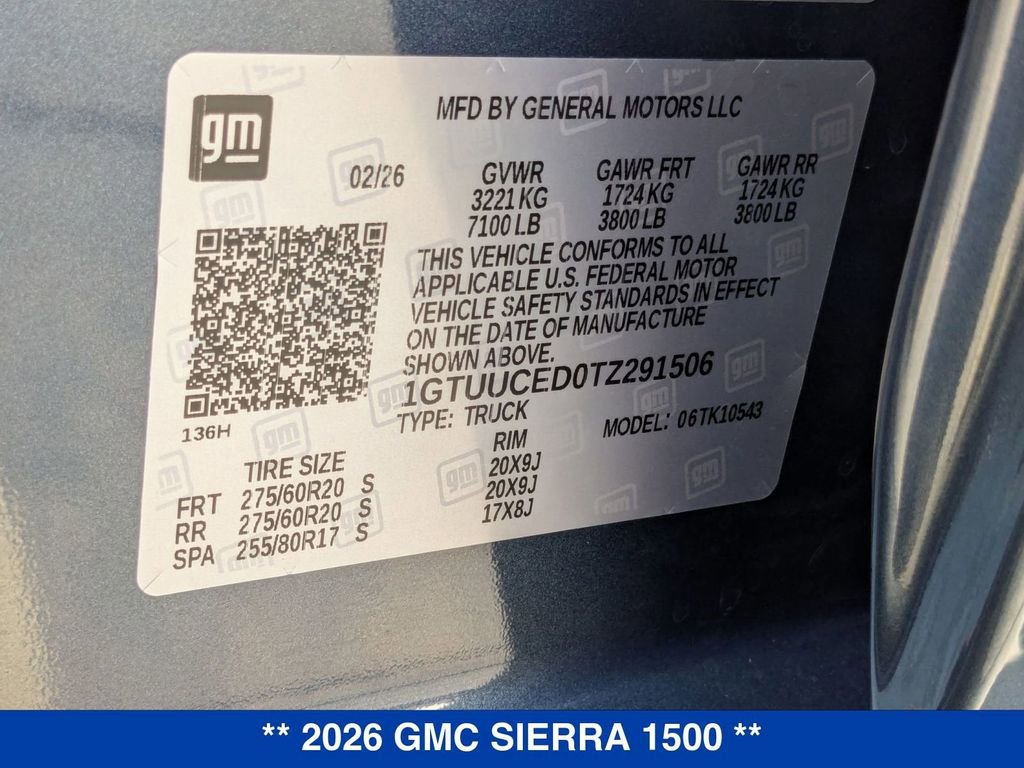 gm
MFD BY GENERAL MOTORS LLC
02/26 GVWR GAWR FRT GAWR RR
3221 KG 1724 KG 1724 KG
7100 LB 3800 LB 3800 LB
THIS VEHICLE CONFORMS TO ALL
APPLICABLE U.S. FEDERAL MOTOR
VEHICLE SAFETY STANDARDS IN EFFECT
ON THE DATE OF MANUFACTURE
SHOWN ABOVE.
1GTUUCED0TZ291506
136H TYPE: TRUCK MODEL: 06TK10543
TIRE SIZE RIM
FRT 275/60R20 S 20X9J
RR 275/60R20 S 20X9J
SPA 255/80R17 S 17X8J
** 2026 GMC SIERRA 1500 **